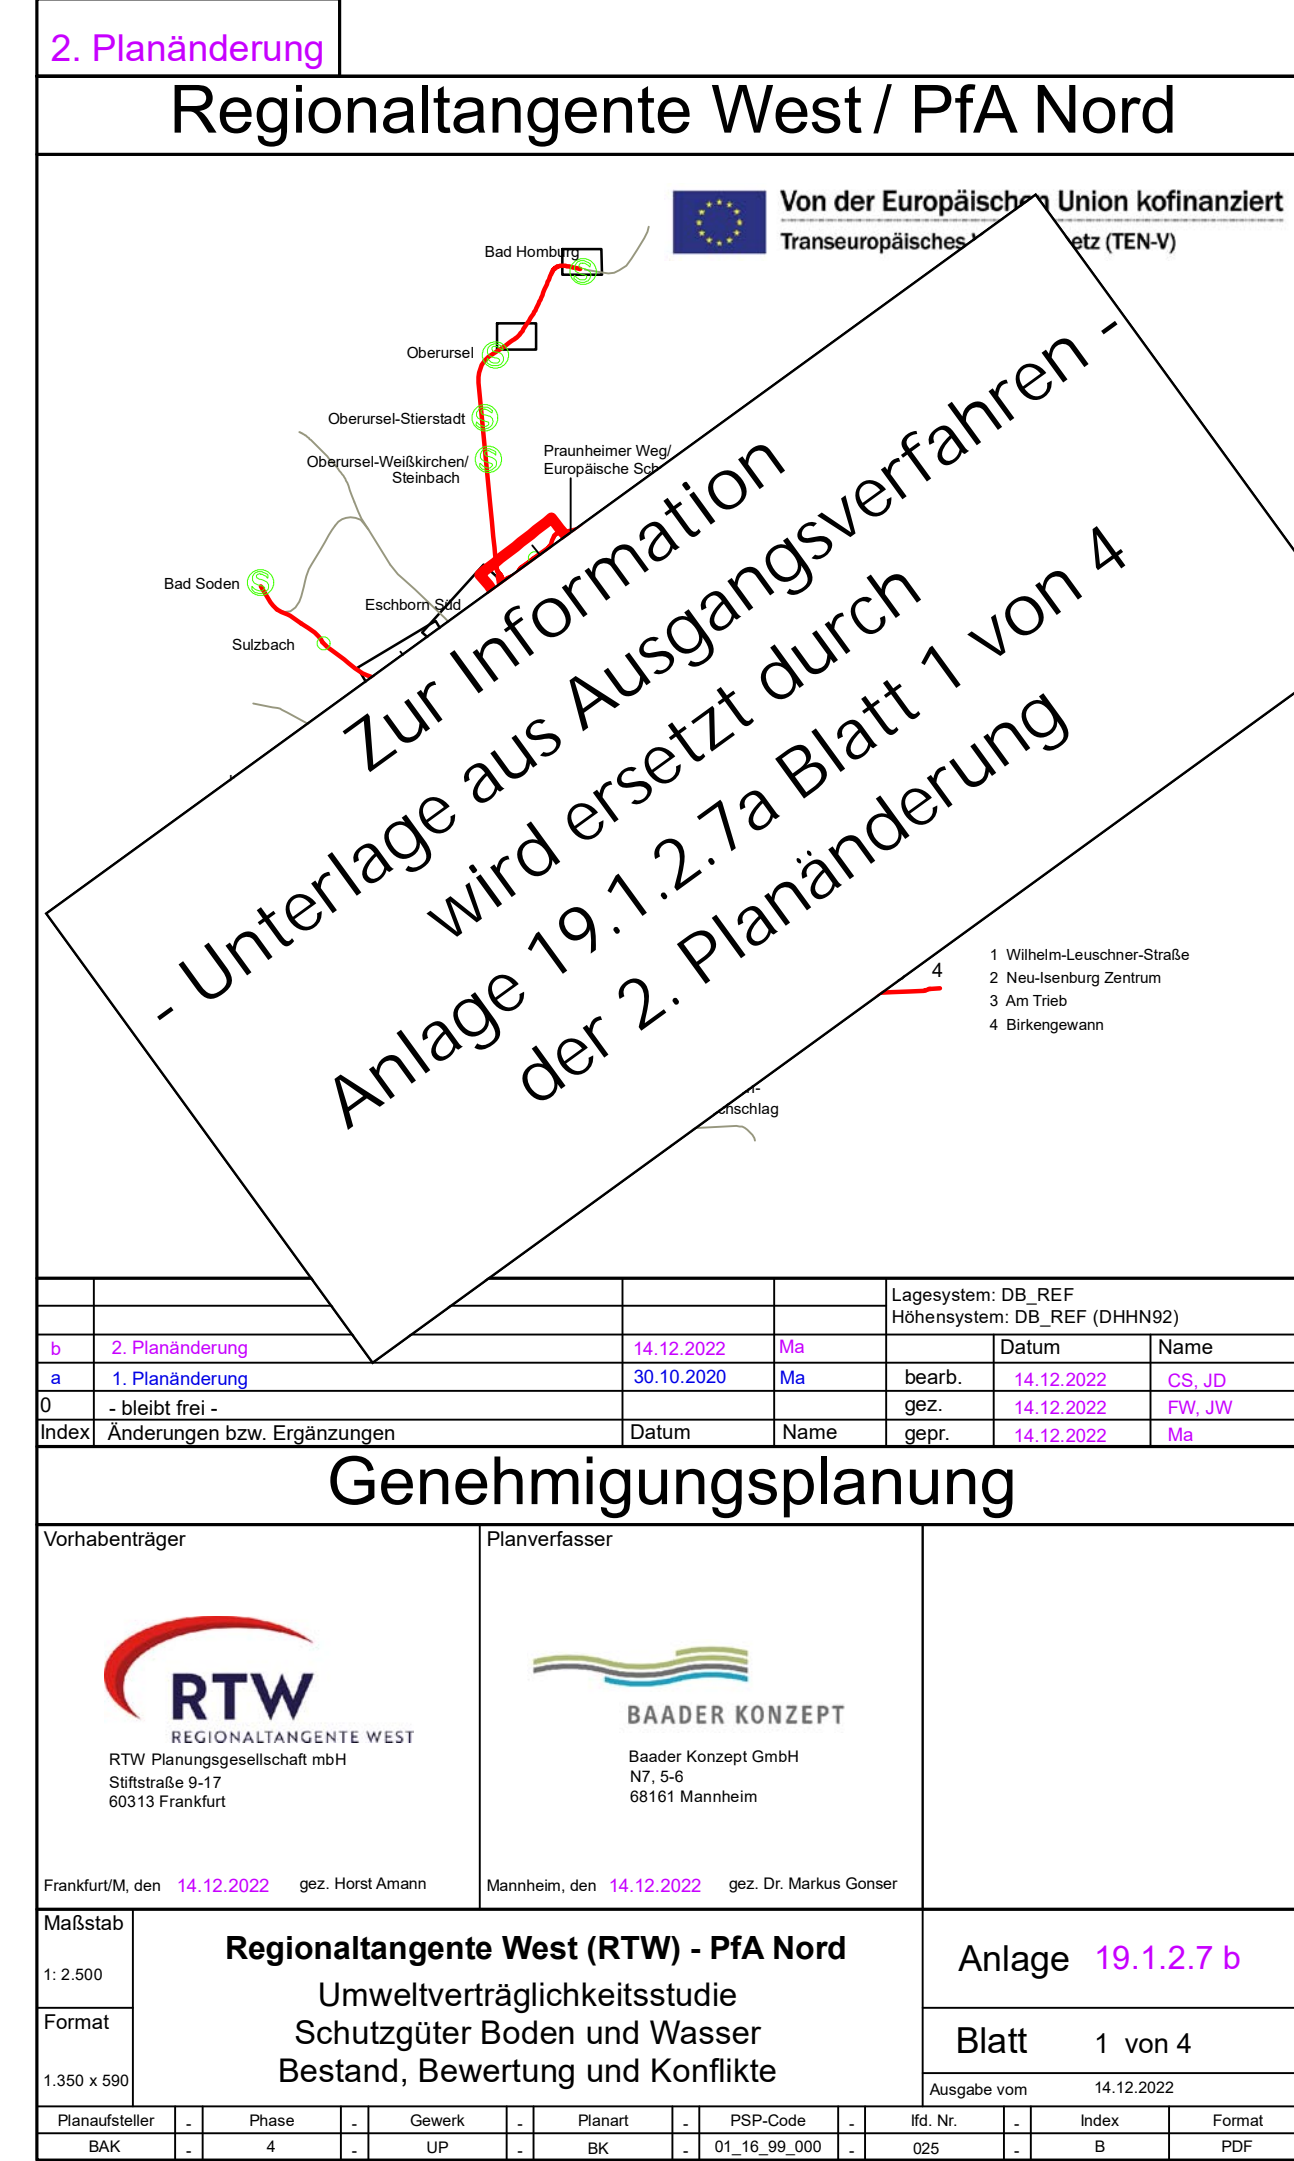 2. Planänderung
Regionaltangente West / PfA Nord
Von der Europäischen Union kofinanziert
Transeuropäisches
etz (TEN-V)
Bad Homburg
Oberursel
Oberursel-Stierstadt
Oberursel-Weißkirchen/
Steinbach
Praunheimer Weg/
Europäische Sch
Bad Soden
Eschborn Süd
Sulzbach
Zur Information
- Unterlage aus Ausgangsverfahren -
wird ersetzt durch
Anlage 19.1.2.7a Blatt 1 von 4
der 2. Planänderung
4
1 Wilhelm-Leuschner-Straße
2 Neu-Isenburg Zentrum
3 Am Trieb
4 Birkengewann
chschlag
Lagesystem: DB_REF
Höhensystem: DB_REF (DHHN92)
b 2. Planänderung 14.12.2022 Ma Datum Name
a 1. Planänderung 30.10.2020 Ma bearb. 14.12.2022 CS, JD
0 - bleibt frei - gez. 14.12.2022 FW, JW
Index Änderungen bzw. Ergänzungen Datum Name gepr. 14.12.2022 Ma
Genehmigungsplanung
Vorhabenträger
RTW
REGIONALTANGENTE WEST
RTW Planungsgesellschaft mbH
Stiftstraße 9-17
60313 Frankfurt
Frankfurt/M, den 14.12.2022 gez. Horst Amann
Planverfasser
BAADER KONZEPT
Baader Konzept GmbH
N7, 5-6
68161 Mannheim
Mannheim, den 14.12.2022 gez. Dr. Markus Gonser
Maßstab
1: 2.500
Format
1.350 x 590
Regionaltangente West (RTW) - PfA Nord
Umweltverträglichkeitsstudie
Schutzgüter Boden und Wasser
Bestand, Bewertung und Konflikte
Anlage 19.1.2.7 b
Blatt 1 von 4
Ausgabe vom 14.12.2022
Planaufsteller - Phase - Gewerk - Planart - PSP-Code - lfd. Nr. - Index Format
BAK - 4 - UP - BK - 01_16_99_000 - 025 - B PDF